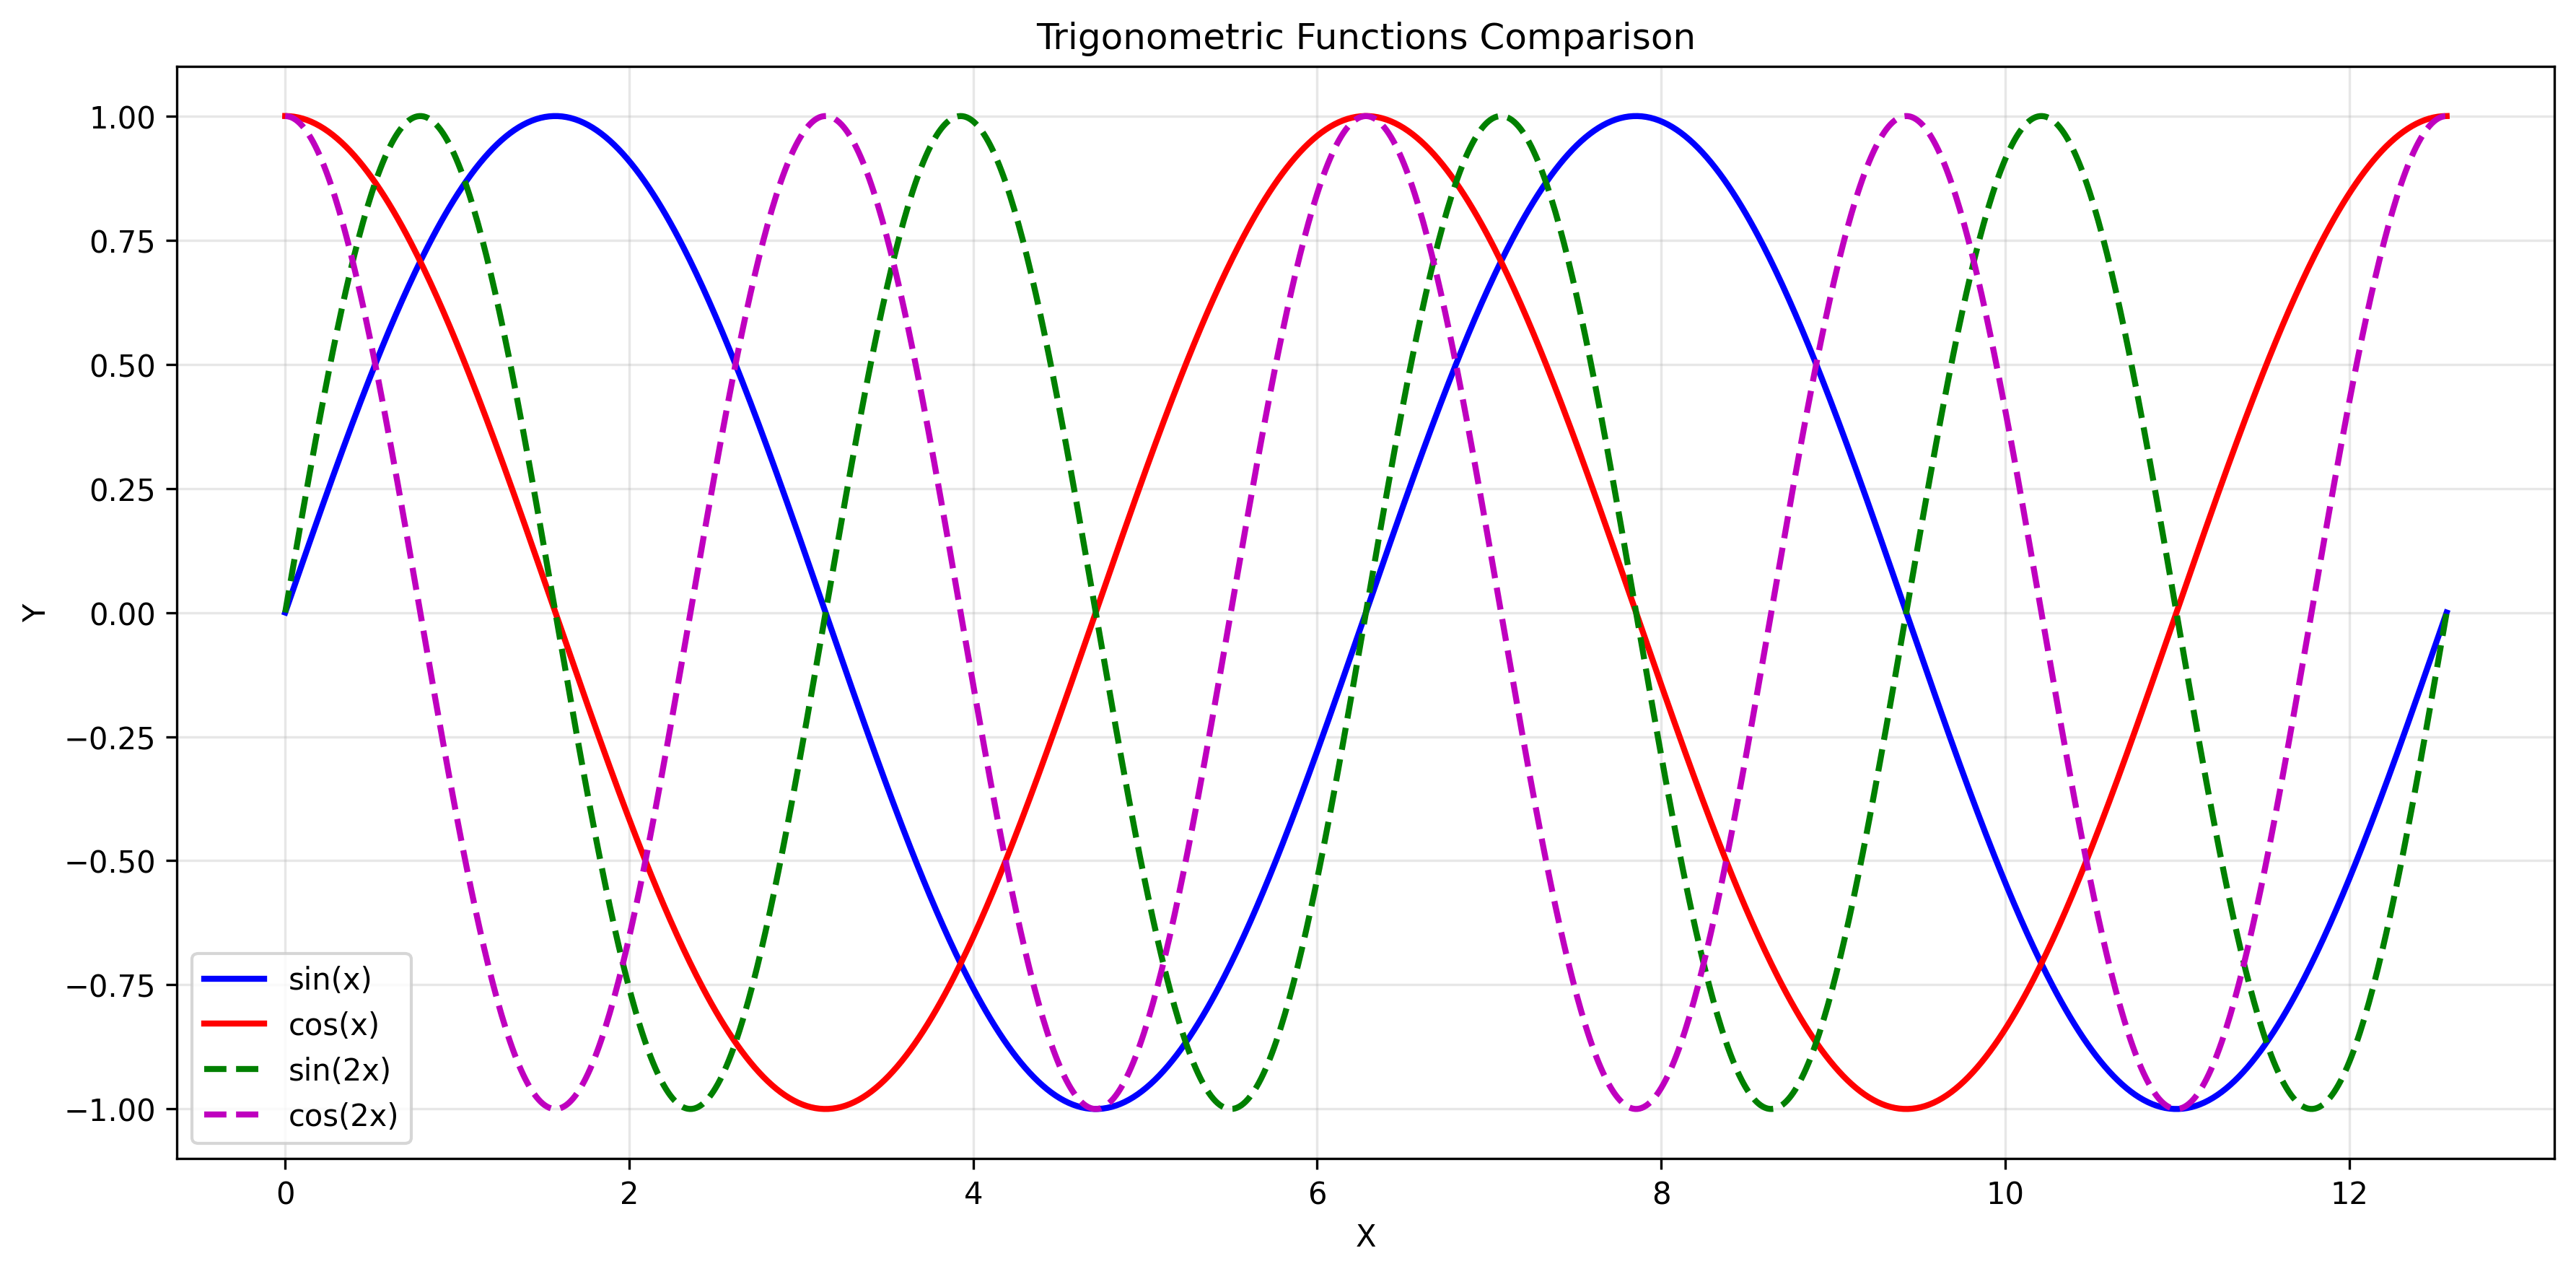 Trigonometric Functions Comparison
1.00
0.75
0.50
0.25
0.00
−0.25
−0.50
−0.75
−1.00
Y
sin(x)
cos(x)
sin(2x)
cos(2x)
0 2 4 6 8 10 12
X